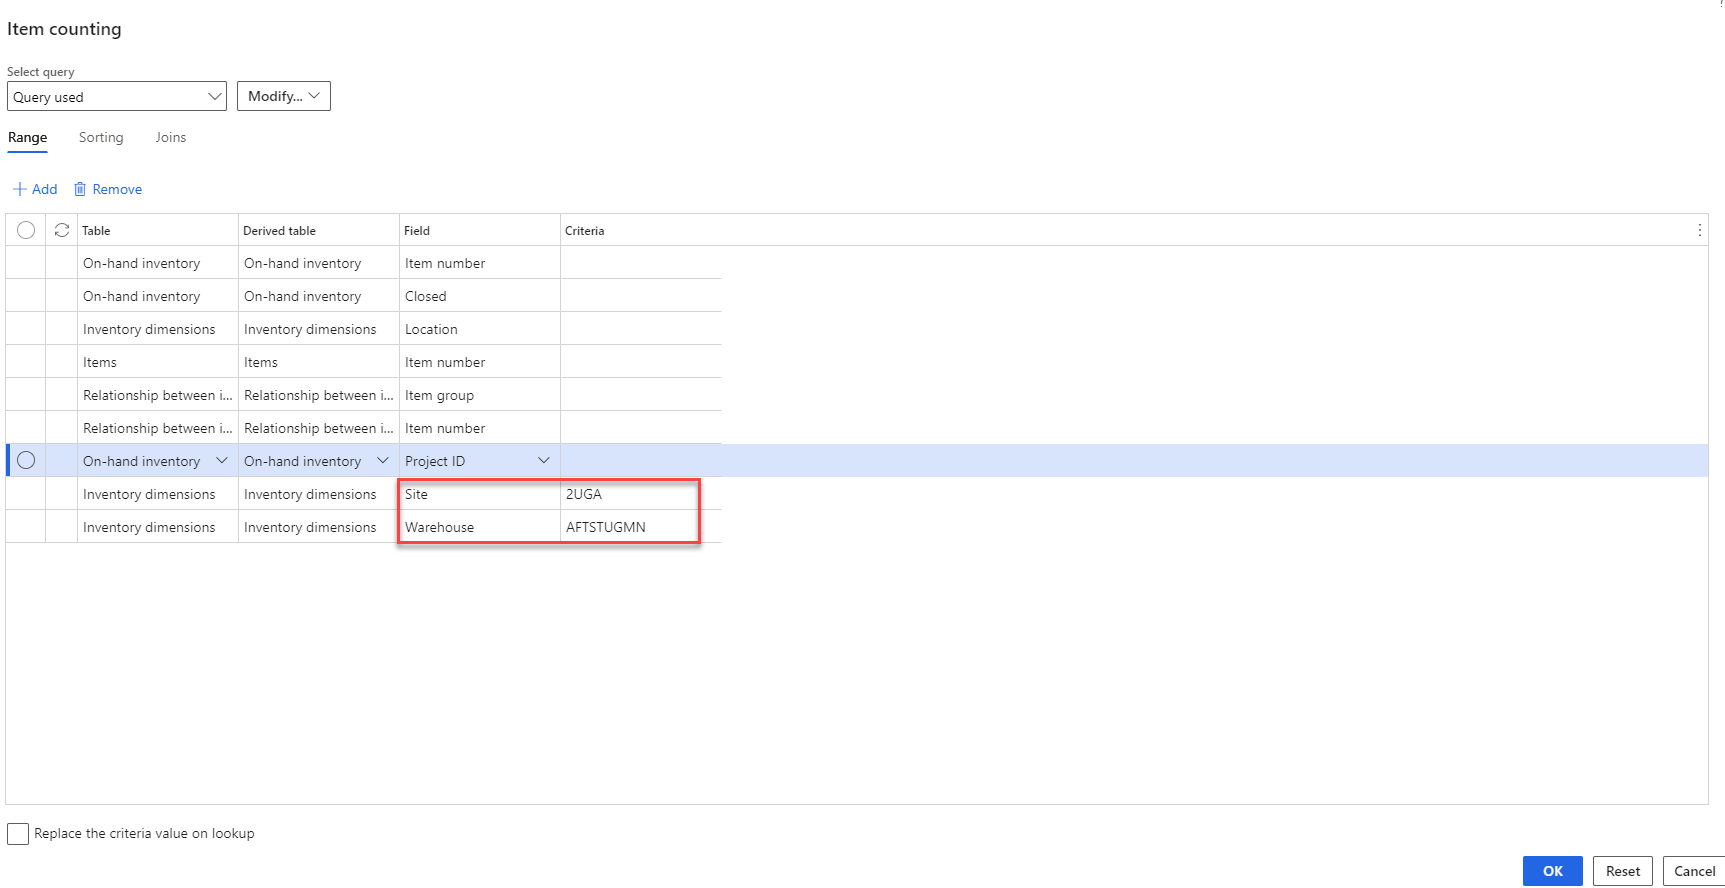 Item counting
Select query
Query used Modify...
Range Sorting Joins
Add Remove
Table Derived table Field Criteria
On-hand inventory On-hand inventory Item number
On-hand inventory On-hand inventory Closed
Inventory dimensions Inventory dimensions Location
Items Items Item number
Relationship between i... Relationship between i... Item group
Relationship between i... Relationship between i... Item number
On-hand inventory On-hand inventory Project ID
Inventory dimensions Inventory dimensions Site 2UGA
Inventory dimensions Inventory dimensions Warehouse AFTSTUGMN
Replace the criteria value on lookup
OK Reset Cancel